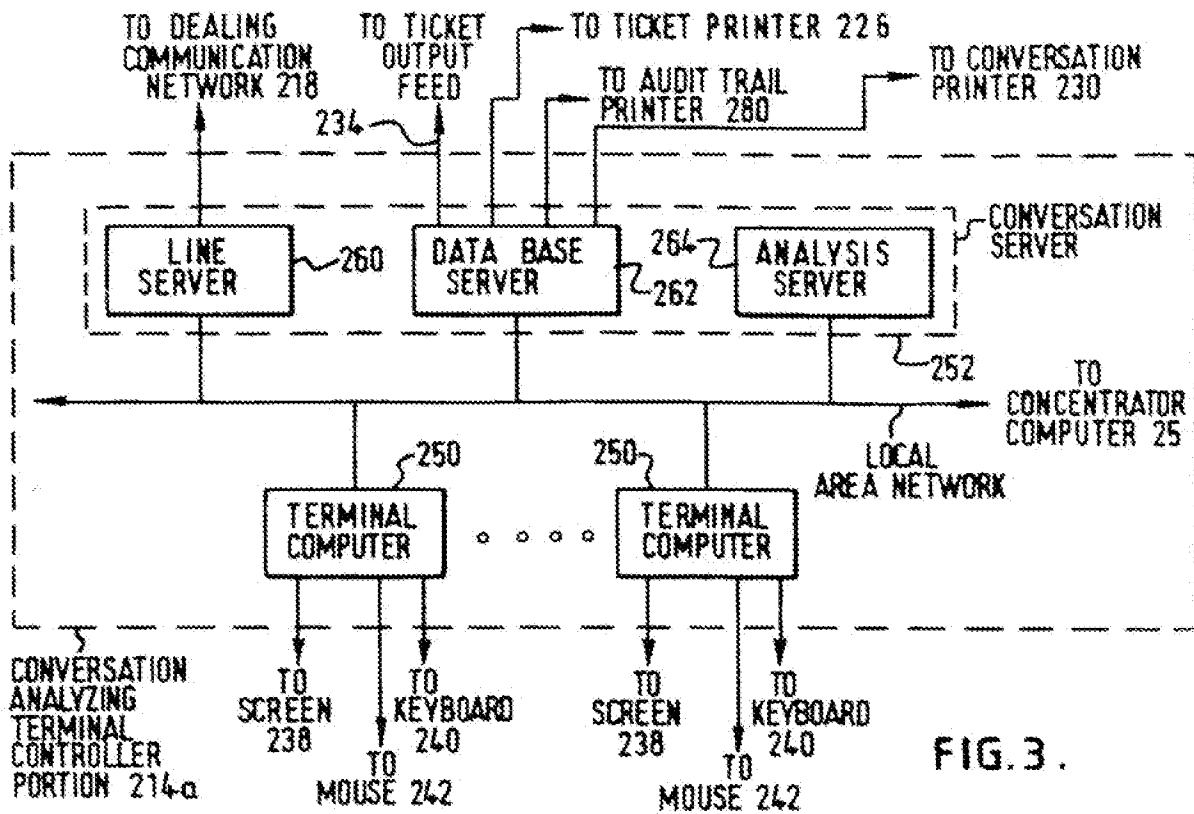 TO DEALING
COMMUNICATION
NETWORK 218
TO TICKET
OUTPUT
FEED
TO TICKET PRINTER 226
TO AUDIT TRAIL
PRINTER 280
TO CONVERSATION
PRINTER 230
234
LINE
SERVER
260
DATA BASE
SERVER
262
264
ANALYSIS
SERVER
CONVERSATION
SERVER
252
TO
CONCENTRATOR
COMPUTER 25
LOCAL
AREA NETWORK
250
TERMINAL
COMPUTER
250
TERMINAL
COMPUTER
CONVERSATION
ANALYZING
TERMINAL
CONTROLLER
PORTION 214a
TO
SCREEN
238
TO
MOUSE 242
TO
KEYBOARD
240
TO
SCREEN
238
TO
MOUSE 242
TO
KEYBOARD
240
FIG. 3.